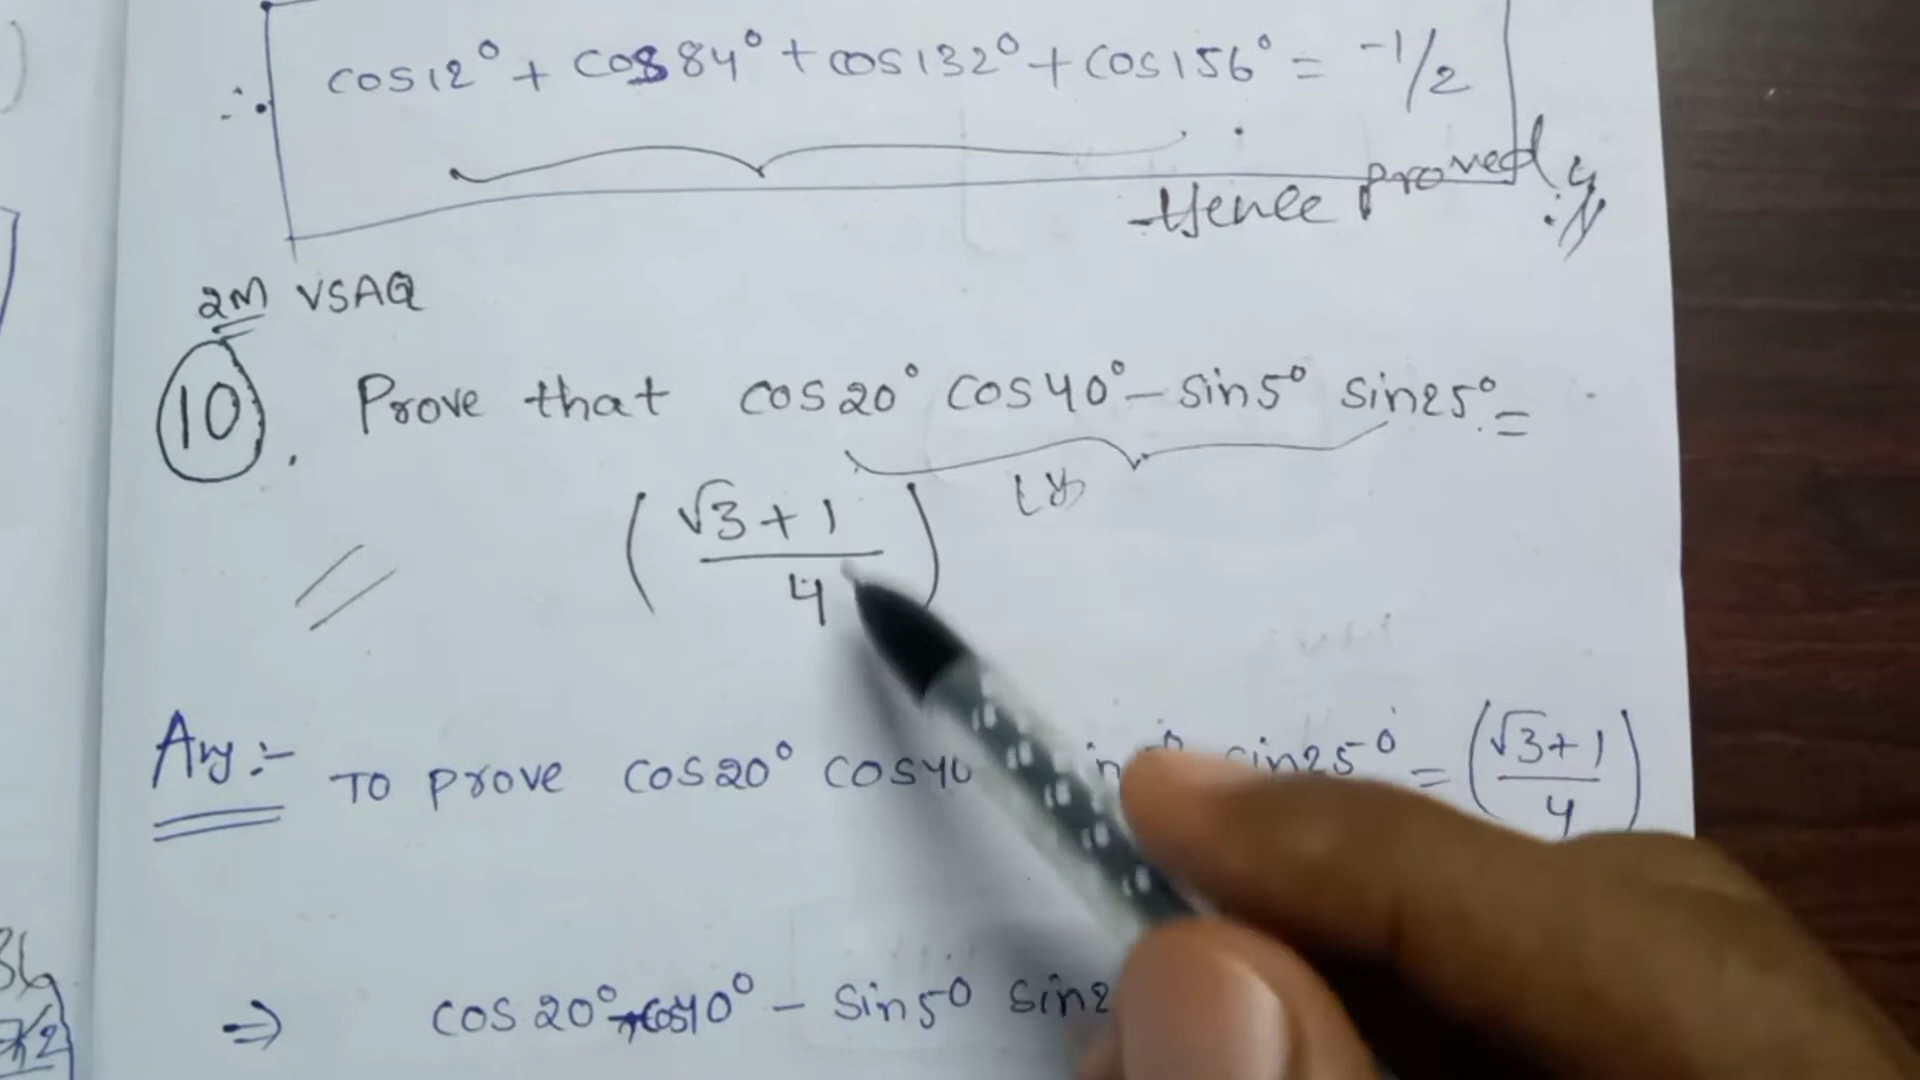 ∴ cos12° + cos84° + cos132° + cos156° = -1/2
Hence proved
2M VSAQ
10. Prove that cos20° cos40° - sin5° sin25° =
(√3 + 1 / 4)
Ans:- To prove cos20° cos40 sin25° = (√3 + 1 / 4)
⇒ cos20° cos40° - sin5°